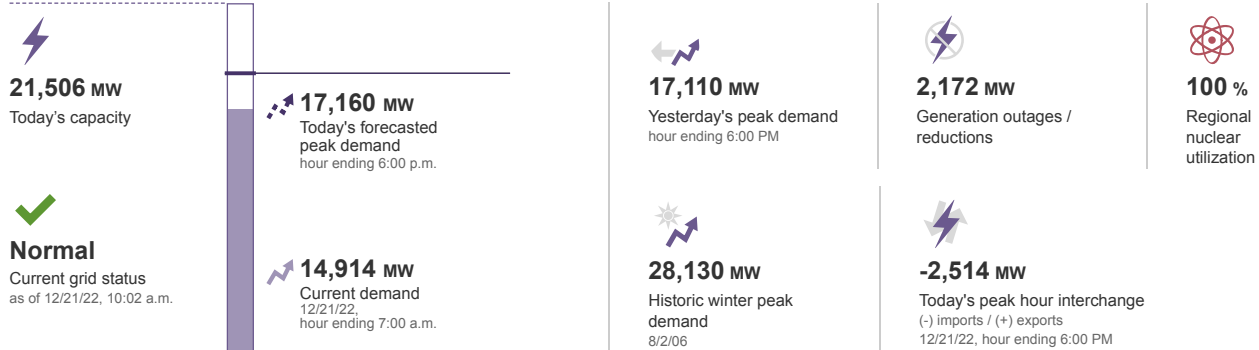 21,506 MW
Today's capacity
Normal
Current grid status
as of 12/21/22, 10:02 a.m.
17,160 MW
Today's forecasted
peak demand
hour ending 6:00 p.m.
14,914 MW
Current demand
12/21/22,
hour ending 7:00 a.m.
17,110 MW
Yesterday's peak demand
hour ending 6:00 PM
2,172 MW
Generation outages /
reductions
100 %
Regional
nuclear
utilization
28,130 MW
Historic winter peak
demand
8/2/06
-2,514 MW
Today's peak hour interchange
(-) imports / (+) exports
12/21/22, hour ending 6:00 PM